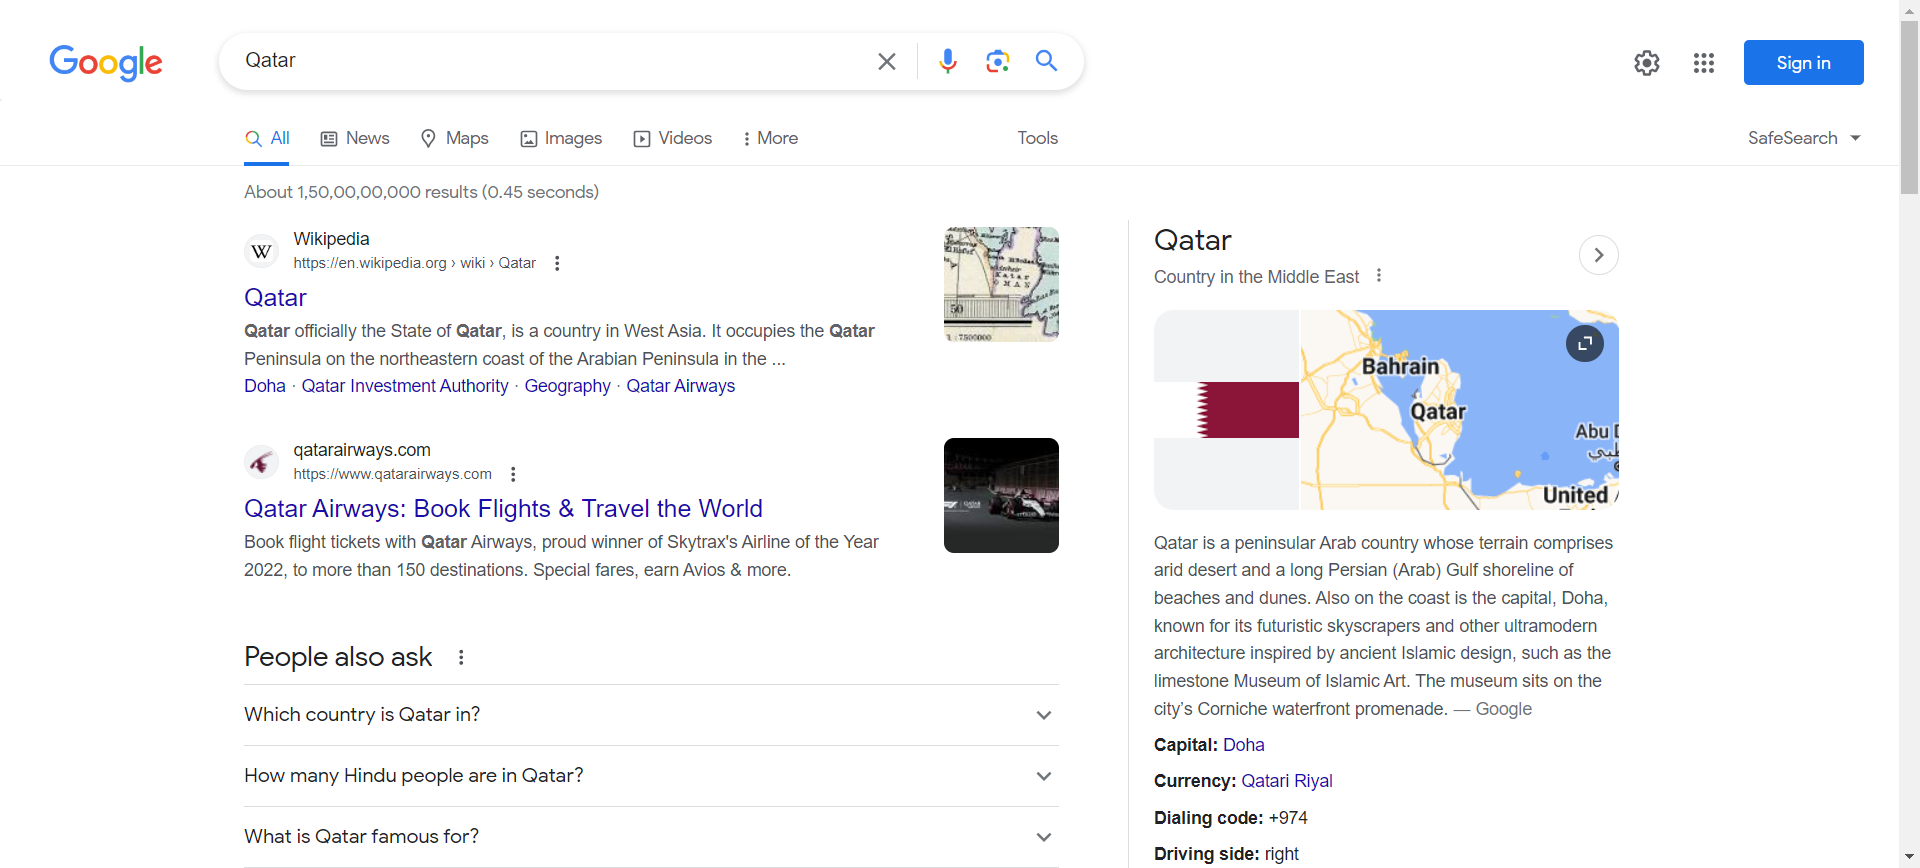 Google
Qatar
Sign in
All
News
Maps
Images
Videos
More
Tools
SafeSearch
About 1,50,00,00,000 results (0.45 seconds)
W
Wikipedia
https://en.wikipedia.org › wiki › Qatar
Qatar
Qatar officially the State of Qatar, is a country in West Asia. It occupies the Qatar
Peninsula on the northeastern coast of the Arabian Peninsula in the ...
Doha · Qatar Investment Authority · Geography · Qatar Airways
Katar
OMAN
50
1 : 7.500000
qatarairways.com
https://www.qatarairways.com
Qatar Airways: Book Flights & Travel the World
Book flight tickets with Qatar Airways, proud winner of Skytrax's Airline of the Year
2022, to more than 150 destinations. Special fares, earn Avios & more.
People also ask
Which country is Qatar in?
How many Hindu people are in Qatar?
What is Qatar famous for?
Qatar
Country in the Middle East
Bahrain
Qatar
Abu
United
Qatar is a peninsular Arab country whose terrain comprises
arid desert and a long Persian (Arab) Gulf shoreline of
beaches and dunes. Also on the coast is the capital, Doha,
known for its futuristic skyscrapers and other ultramodern
architecture inspired by ancient Islamic design, such as the
limestone Museum of Islamic Art. The museum sits on the
city’s Corniche waterfront promenade. — Google
Capital: Doha
Currency: Qatari Riyal
Dialing code: +974
Driving side: right